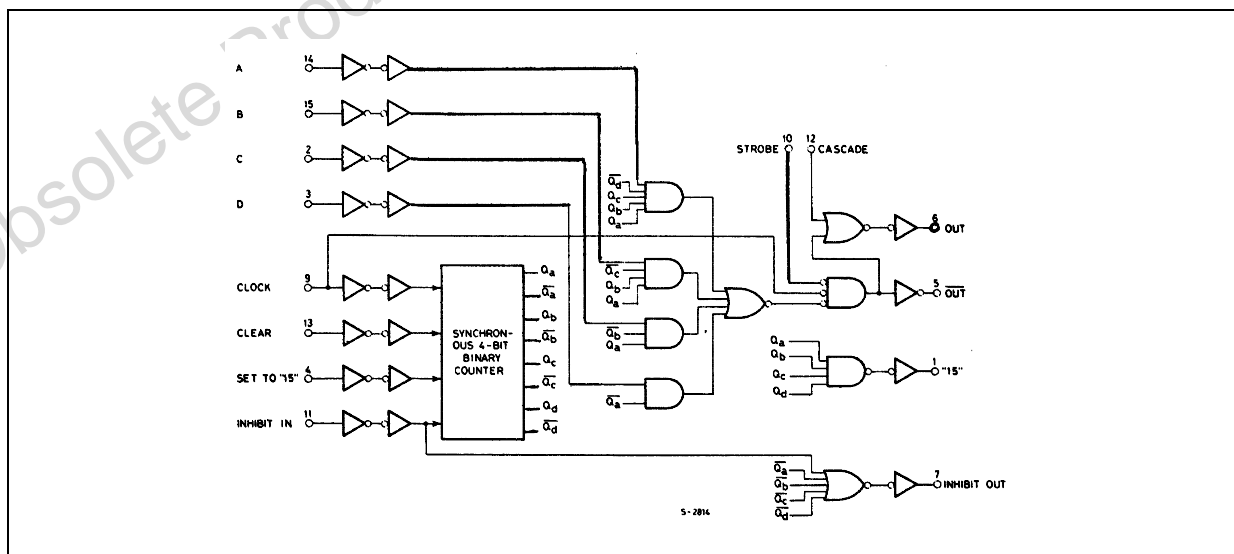 Obsolete Prod
A 14
B 15
C 2
D 3
CLOCK 9
CLEAR 13
SET TO "15" 4
INHIBIT IN 11
SYNCHRON-
OUS 4-BIT
BINARY
COUNTER
Qa
Q̅a
Qb
Q̅b
Qc
Q̅c
Qd
Q̅d
Q̅d
Qc
Qb
Qa
Q̅c
Qb
Qa
Q̅b
Qa
Q̅a
10 12
STROBE CASCADE
6
OUT
5
O̅U̅T̅
Qa
Qb
Qc
Qd
1
"15"
Q̅a
Q̅b
Q̅c
Q̅d
7
INHIBIT OUT
S-2814